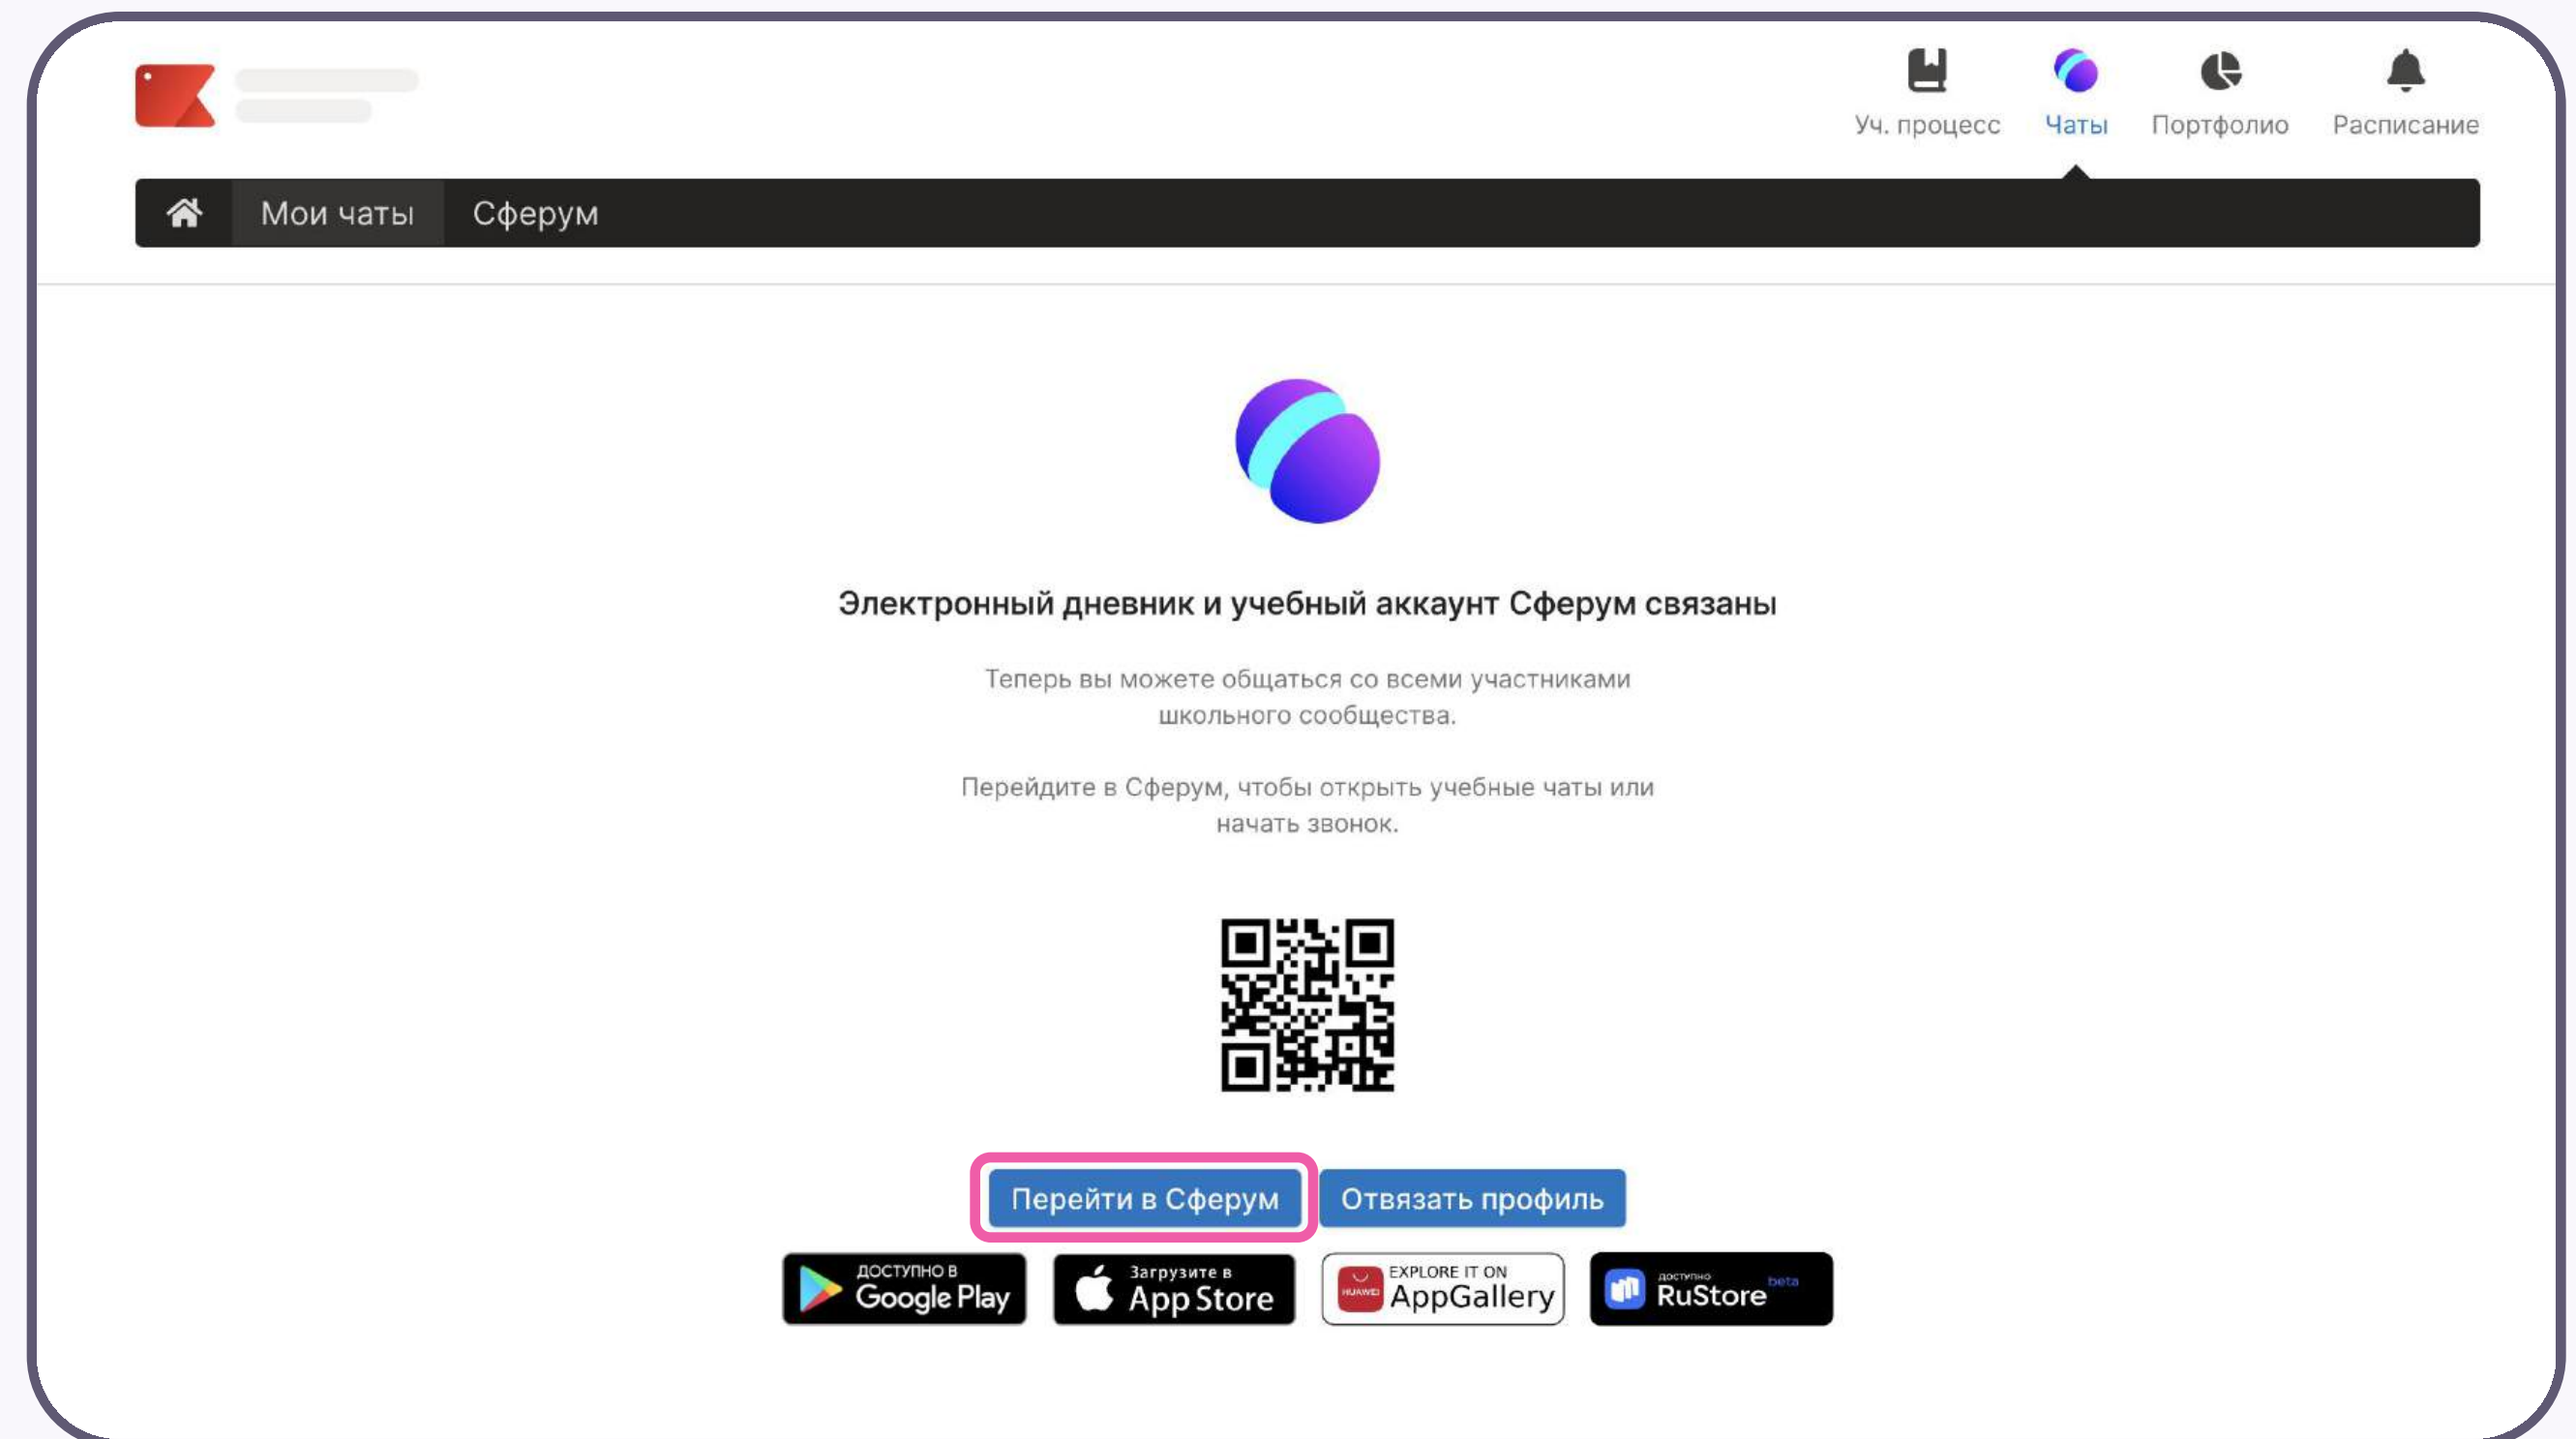 Уч. процесс
Чаты
Портфолио
Расписание
Мои чаты
Сферум
Электронный дневник и учебный аккаунт Сферум связаны
Теперь вы можете общаться со всеми участниками
школьного сообщества.
Перейдите в Сферум, чтобы открыть учебные чаты или
начать звонок.
Перейти в Сферум
Отвязать профиль
ДОСТУПНО В
Google Play
Загрузите в
App Store
HUAWEI
EXPLORE IT ON
AppGallery
ДОСТУПНО
RuStore
beta